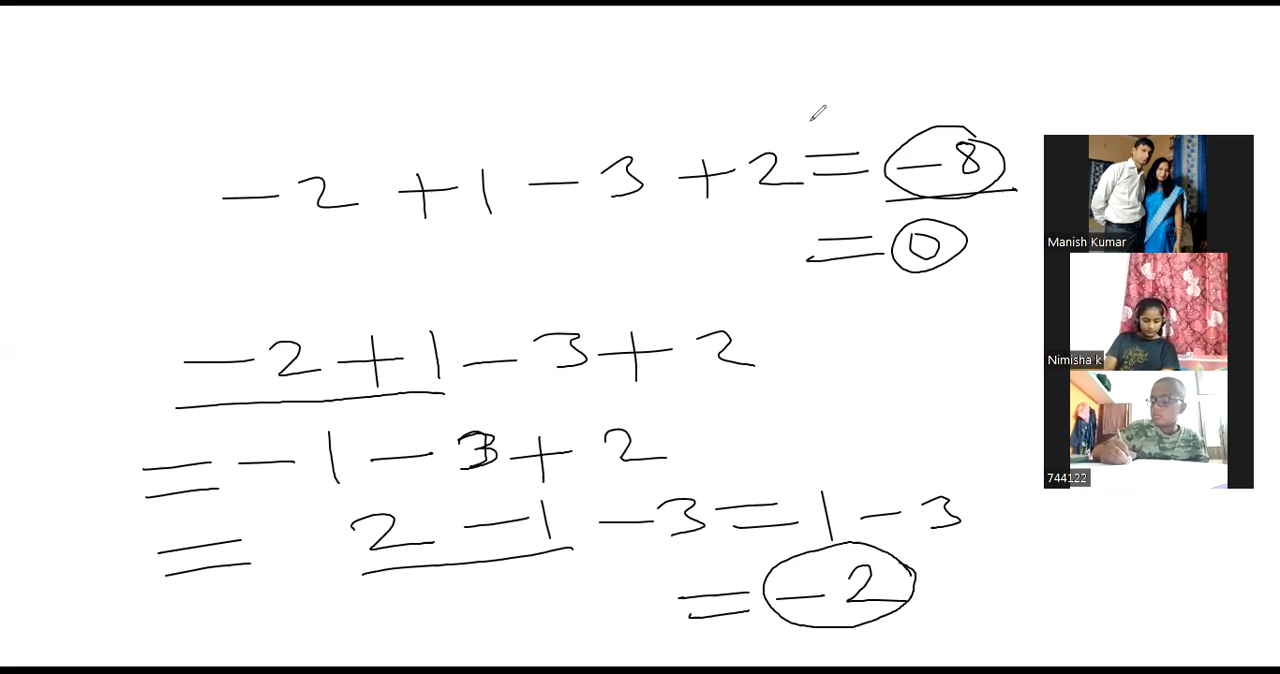 -2 +1 -3 +2 = -8
= 0
-2+1-3+2
= -1-3+2
= 2-1-3=1-3
= -2
Manish Kumar
Nimisha k
744122